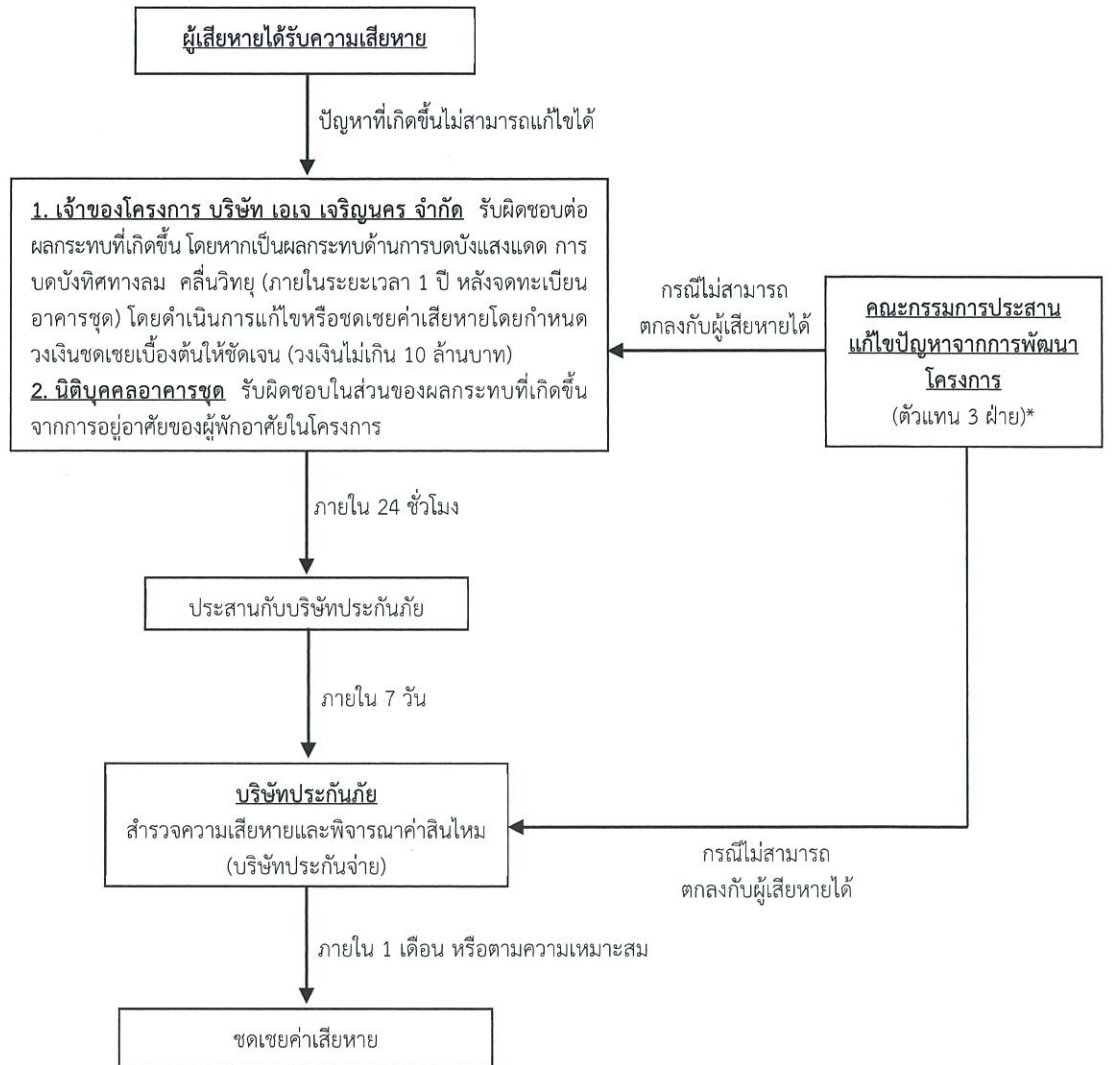 ผู้เสียหายได้รับความเสียหาย
ปัญหาที่เกิดขึ้นไม่สามารถแก้ไขได้
1. เจ้าของโครงการ บริษัท เอเจ เจริญนคร จำกัด รับผิดชอบต่อ
ผลกระทบที่เกิดขึ้น โดยหากเป็นผลกระทบด้านการบดบังแสงแดด การ
บดบังทิศทางลม คลื่นวิทยุ (ภายในระยะเวลา 1 ปี หลังจดทะเบียน
อาคารชุด) โดยดำเนินการแก้ไขหรือชดเชยค่าเสียหายโดยกำหนด
วงเงินชดเชยเบื้องต้นให้ชัดเจน (วงเงินไม่เกิน 10 ล้านบาท)
2. นิติบุคคลอาคารชุด รับผิดชอบในส่วนของผลกระทบที่เกิดขึ้น
จากการอยู่อาศัยของผู้พักอาศัยในโครงการ
กรณีไม่สามารถ
ตกลงกับผู้เสียหายได้
คณะกรรมการประสาน
แก้ไขปัญหาจากการพัฒนา
โครงการ
(ตัวแทน 3 ฝ่าย)*
ภายใน 24 ชั่วโมง
ประสานกับบริษัทประกันภัย
ภายใน 7 วัน
บริษัทประกันภัย
สำรวจความเสียหายและพิจารณาค่าสินไหม
(บริษัทประกันจ่าย)
กรณีไม่สามารถ
ตกลงกับผู้เสียหายได้
ภายใน 1 เดือน หรือตามความเหมาะสม
ชดเชยค่าเสียหาย